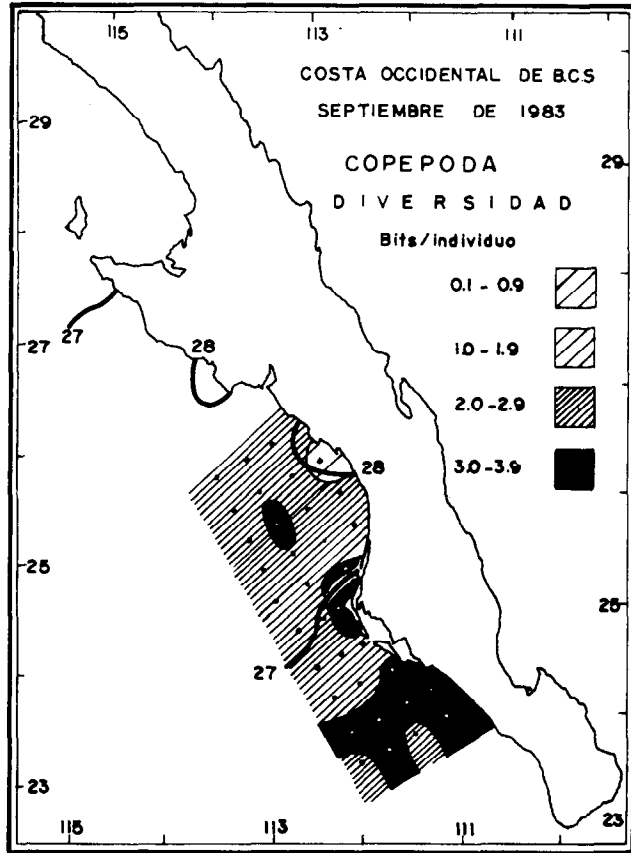 115 113 111
COSTA OCCIDENTAL DE B.C.S
SEPTIEMBRE DE 1983
29
29
COPEPODA
DIVERSIDAD
Bits/individuo
0.1 - 0.9
27
27
28
1.0 - 1.9
2.0-2.9
28
3.0-3.9
25
25
27
23
23
115 113 111